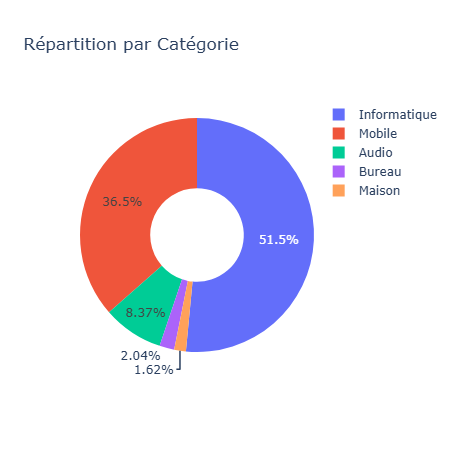 Répartition par Catégorie
Informatique
Mobile
Audio
Bureau
Maison
36.5%
51.5%
8.37%
2.04%
1.62%